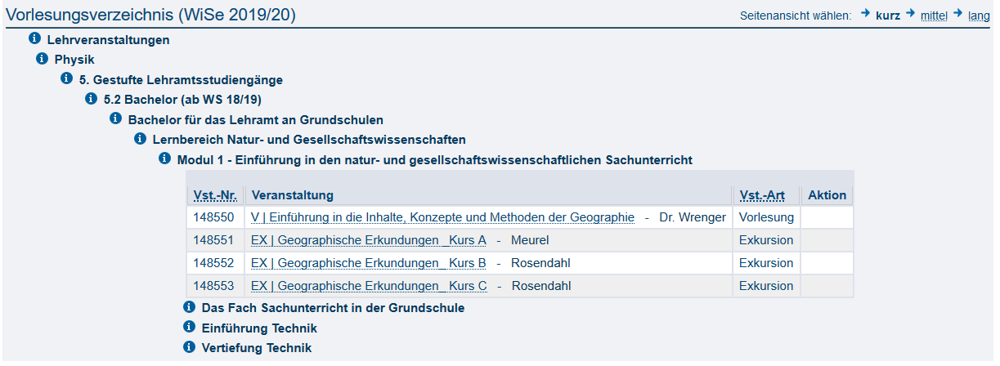 Vorlesungsverzeichnis (WiSe 2019/20) Seitenansicht wählen: kurz mittel lang
Lehrveranstaltungen
Physik
5. Gestufte Lehramtsstudiengänge
5.2 Bachelor (ab WS 18/19)
Bachelor für das Lehramt an Grundschulen
Lernbereich Natur- und Gesellschaftswissenschaften
Modul 1 - Einführung in den natur- und gesellschaftswissenschaftlichen Sachunterricht
Vst.-Nr. Veranstaltung Vst.-Art Aktion
148550 V | Einführung in die Inhalte, Konzepte und Methoden der Geographie - Dr. Wrenger Vorlesung
148551 EX | Geographische Erkundungen _Kurs A - Meurel Exkursion
148552 EX | Geographische Erkundungen _Kurs B - Rosendahl Exkursion
148553 EX | Geographische Erkundungen _Kurs C - Rosendahl Exkursion
Das Fach Sachunterricht in der Grundschule
Einführung Technik
Vertiefung Technik